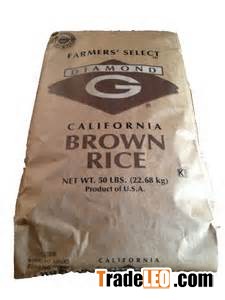 FARMERS' SELECT
DIAMOND
G
CALIFORNIA
BROWN
RICE
NET WT. 50 LBS. (22.68 kg)
Product of U.S.A.
K
CALIFORNIA
TradeLEO.com